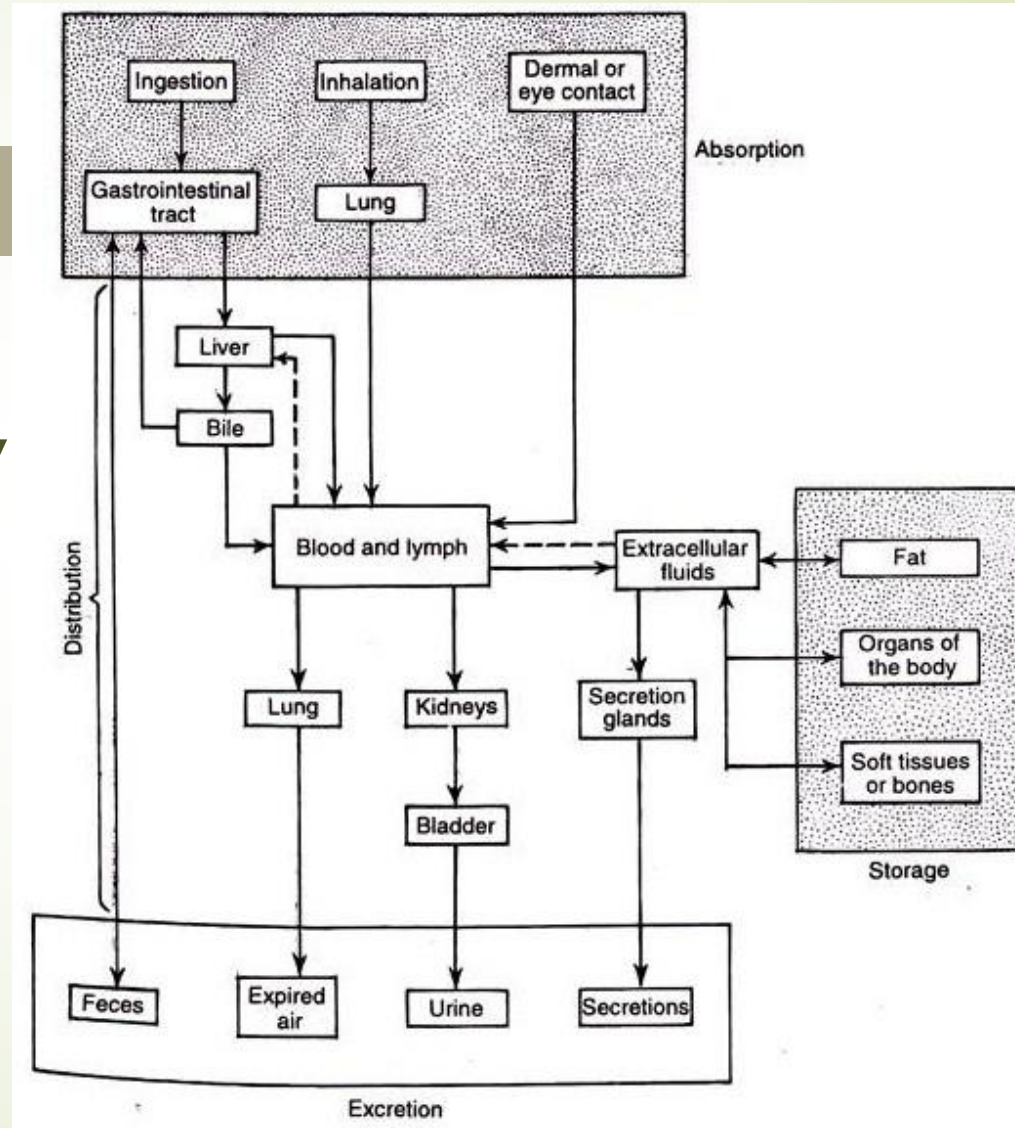 Ingestion
Inhalation
Dermal or
eye contact
Absorption
Gastrointestinal
tract
Lung
Liver
Bile
Blood and lymph
Extracellular
fluids
Fat
Organs of
the body
Soft tissues
or bones
Storage
Distribution
Lung
Kidneys
Secretion
glands
Bladder
Feces
Expired
air
Urine
Secretions
Excretion